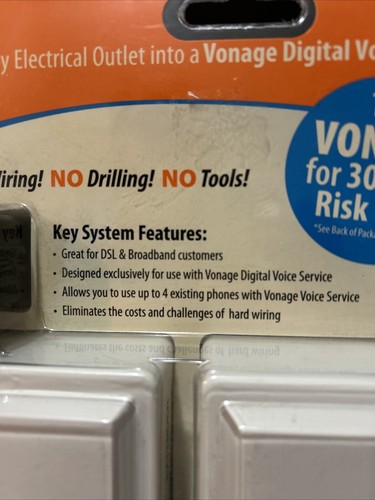 y Electrical Outlet into a Vonage Digital Vo
iring! NO Drilling! NO Tools!
VON
for 30
Risk
*See Back of Packa
Key System Features:
• Great for DSL & Broadband customers
• Designed exclusively for use with Vonage Digital Voice Service
• Allows you to use up to 4 existing phones with Vonage Voice Service
• Eliminates the costs and challenges of hard wiring